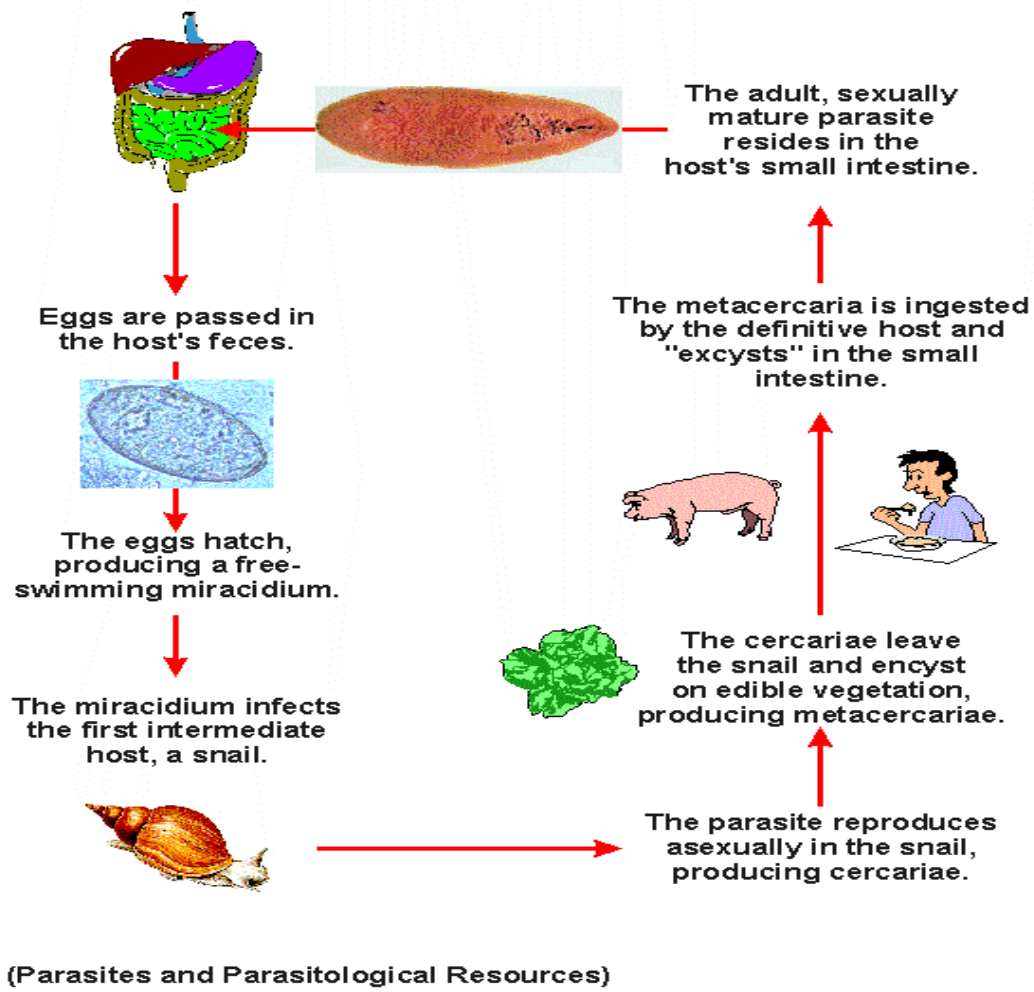 The adult, sexually
mature parasite
resides in the
host's small intestine.
Eggs are passed in
the host's feces.
The eggs hatch,
producing a free-
swimming miracidium.
The miracidium infects
the first intermediate
host, a snail.
The parasite reproduces
asexually in the snail,
producing cercariae.
The cercariae leave
the snail and encyst
on edible vegetation,
producing metacercariae.
The metacercaria is ingested
by the definitive host and
"excysts" in the small
intestine.
(Parasites and Parasitological Resources)